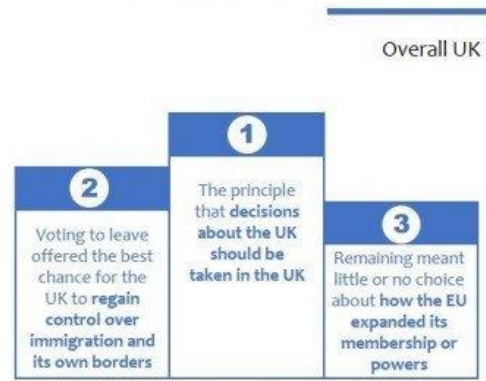 Overall UK
1
The principle
that decisions
about the UK
should be
taken in the UK
2
Voting to leave
offered the best
chance for the
UK to regain
control over
immigration and
its own borders
3
Remaining meant
little or no choice
about how the EU
expanded its
membership or
powers